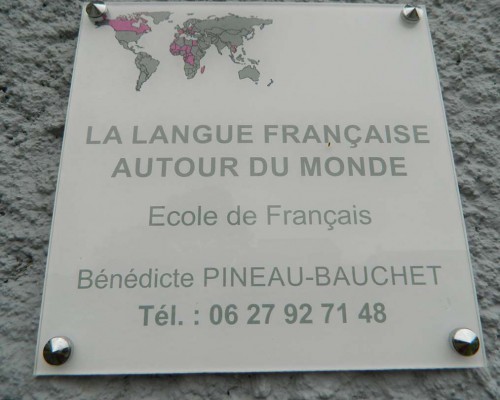 LA LANGUE FRANÇAISE
AUTOUR DU MONDE
Ecole de Français
Bénédicte PINEAU-BAUCHET
Tél. : 06 27 92 71 48